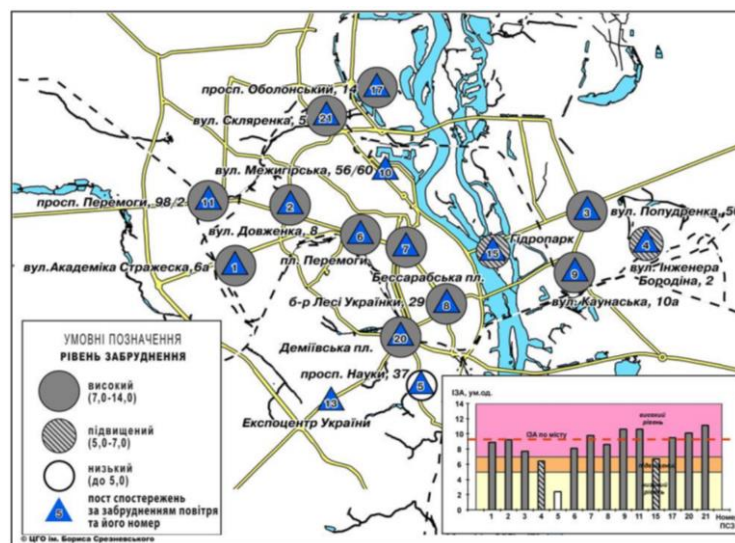 просп. Оболонський, 14
17
вул. Скляренка, 5
21
вул. Межигірська, 56/60
10
просп. Перемоги, 98/2
11
2
3
вул. Попудренка, 50
вул. Довженка, 8
6
7
15
Гідропарк
4
вул.Академіка Стражеска,6а
1
пл. Перемоги
Бессарабська пл.
9
вул. Інженера
Бородіна, 2
б-р Лесі Українки, 29
8
вул. Каунаська, 10а
Деміївська пл.
20
просп. Науки, 37
5
13
Експоцентр України
УМОВНІ ПОЗНАЧЕННЯ
РІВЕНЬ ЗАБРУДНЕННЯ
високий
(7,0-14,0)
підвищений
(5,0-7,0)
низький
(до 5,0)
5
пост спостережень
за забрудненням повітря
та його номер
ІЗА, ум.од.
14
12
10
8
6
4
2
0
високий
рівень
ІЗА по місту
рівень
1 2 3 4 5 6 7 8 9 11 15 17 20 21
Номер
ПСЗ
© ЦГО ім. Бориса Срезневського